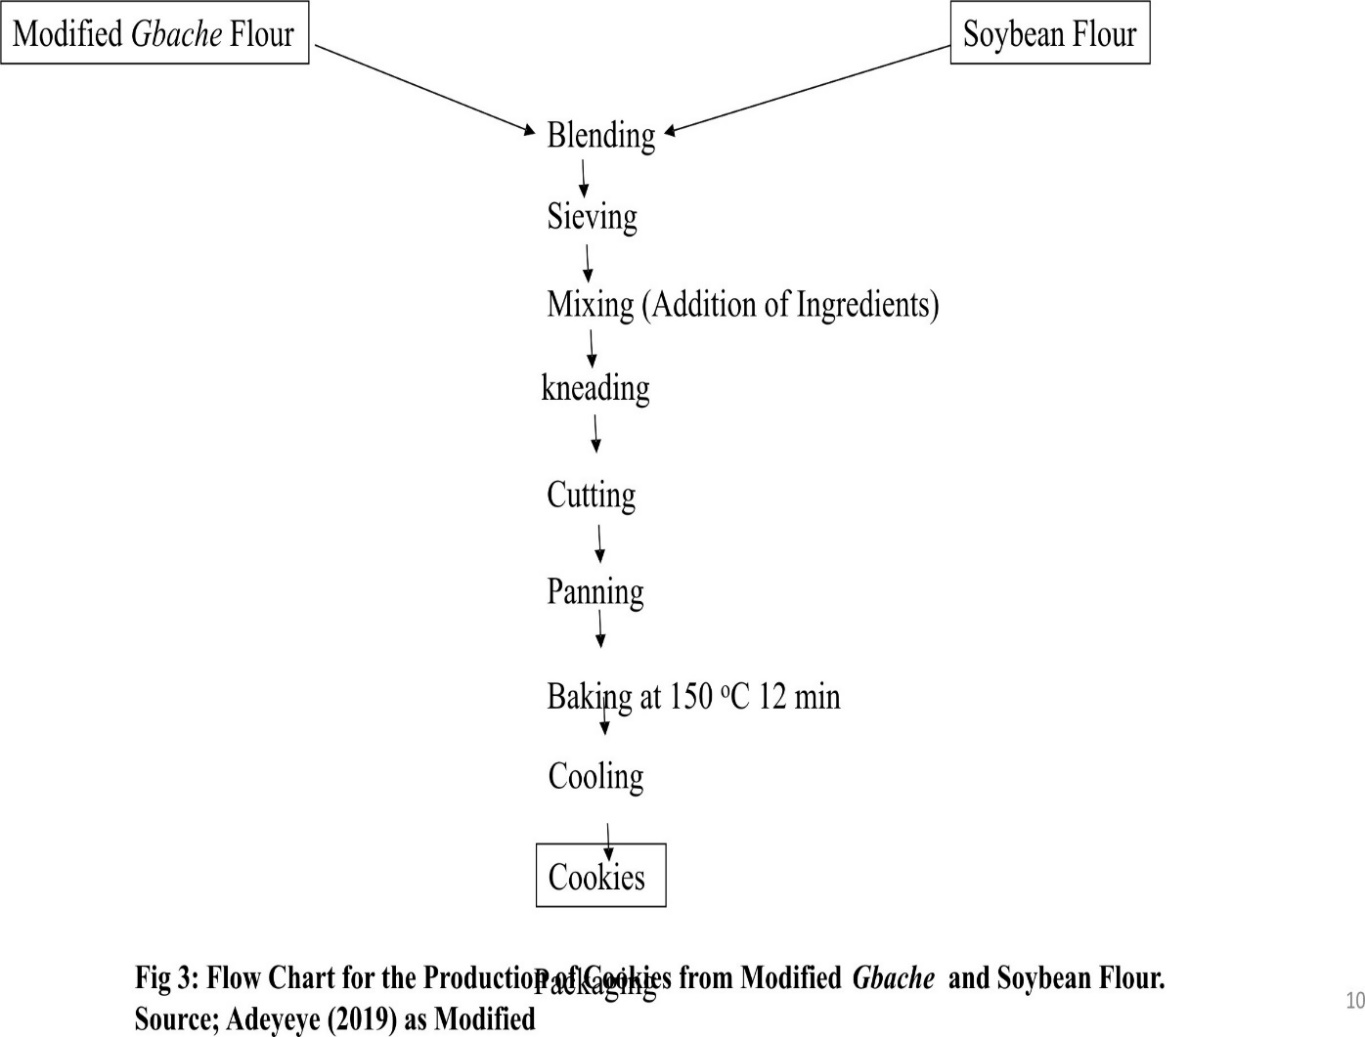 Modified Gbache Flour
Soybean Flour
Blending
Sieving
Mixing (Addition of Ingredients)
kneading
Cutting
Panning
Baking at 150 ᵒC 12 min
Cooling
Cookies
Packaging
Fig 3: Flow Chart for the Production of Cookies from Modified Gbache and Soybean Flour.
Source; Adeyeye (2019) as Modified
10